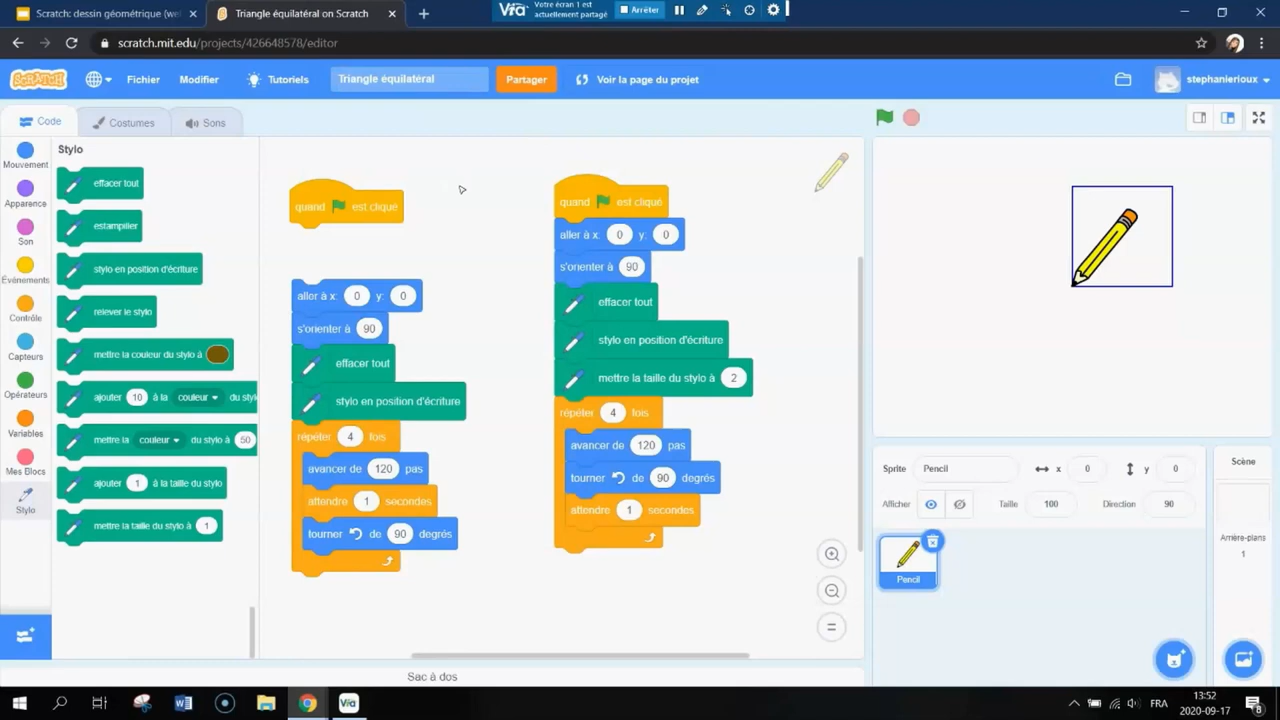 Scratch: dessin géométrique (we
Triangle équilatéral on Scratch
Via
Votre écran 1 est
actuellement partagé
Arrêter
scratch.mit.edu/projects/426648578/editor
SCRATCH
Fichier
Modifier
Tutoriels
Triangle équilatéral
Partager
Voir la page du projet
stephanierioux
Code
Costumes
Sons
Mouvement
Apparence
Son
Évènements
Contrôle
Capteurs
Opérateurs
Variables
Mes Blocs
Stylo
Stylo
effacer tout
estampiller
stylo en position d'écriture
relever le stylo
mettre la couleur du stylo à
ajouter 10 à la couleur du stylo
mettre la couleur du stylo à 50
ajouter 1 à la taille du stylo
mettre la taille du stylo à 1
quand est cliqué
aller à x: 0 y: 0
s'orienter à 90
effacer tout
stylo en position d'écriture
répéter 4 fois
avancer de 120 pas
attendre 1 secondes
tourner de 90 degrés
quand est cliqué
aller à x: 0 y: 0
s'orienter à 90
effacer tout
stylo en position d'écriture
mettre la taille du stylo à 2
répéter 4 fois
avancer de 120 pas
tourner de 90 degrés
attendre 1 secondes
Sac à dos
Sprite Pencil x 0 y 0
Afficher Taille 100 Direction 90
Pencil
Scène
Arrière-plans
1
FRA
13:52
2020-09-17
8